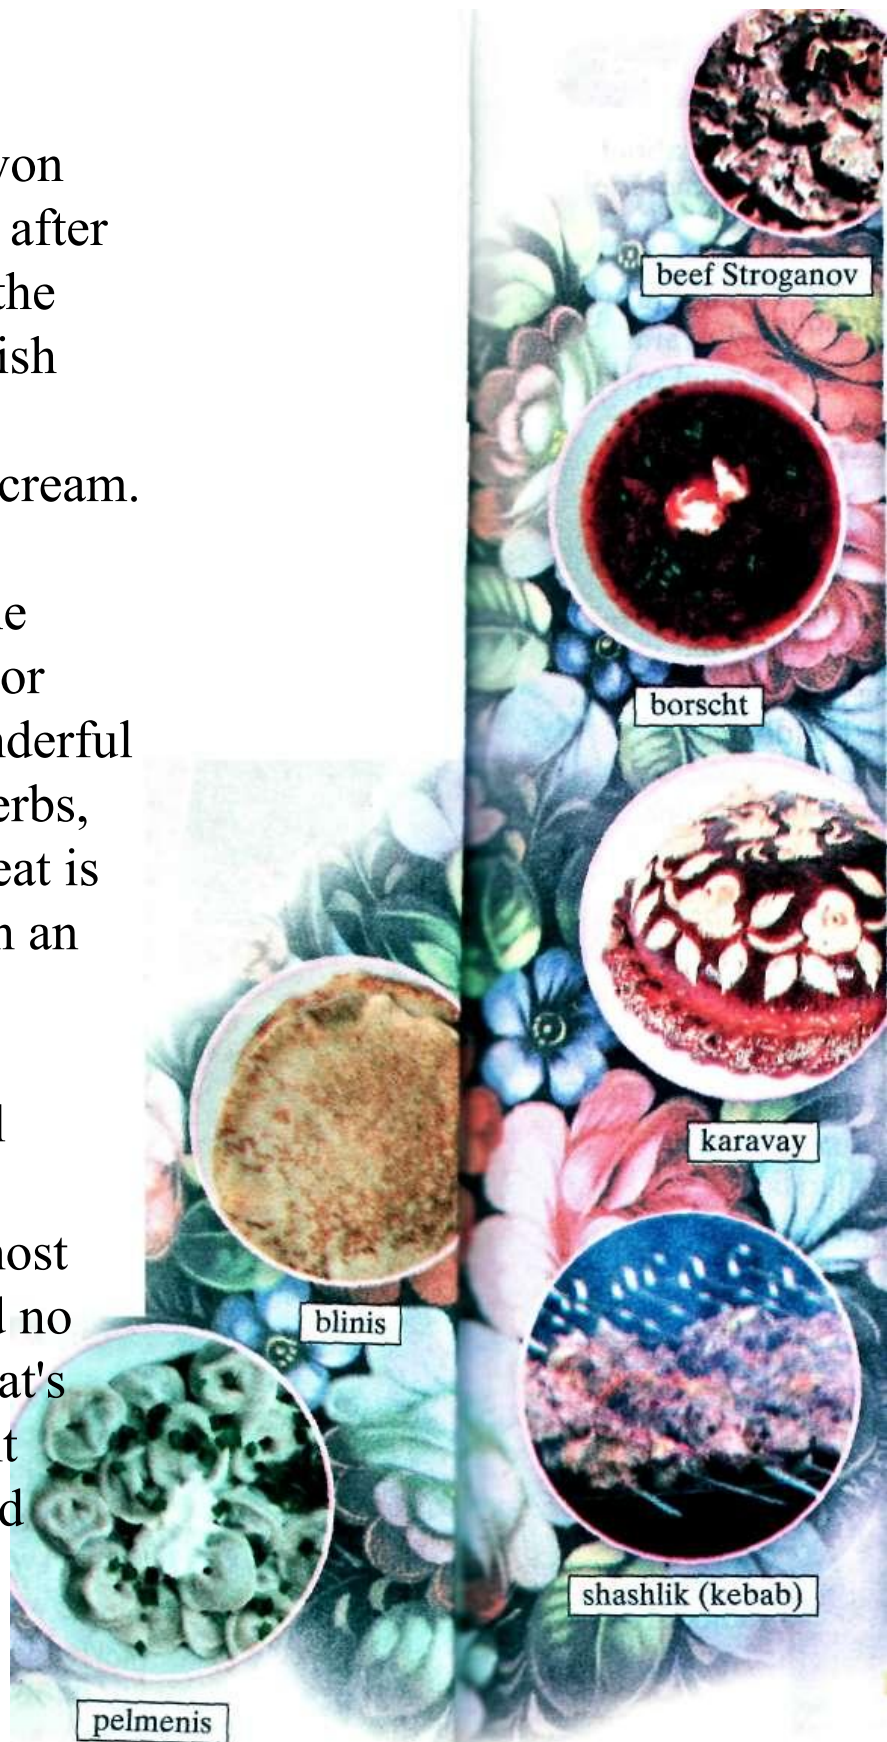 von
after
the
ish
cream.
or
nderful
erbs,
eat is
n an
nost
d no
at's
it
d
beef Stroganov
borscht
karavay
blinis
shashlik (kebab)
pelmenis